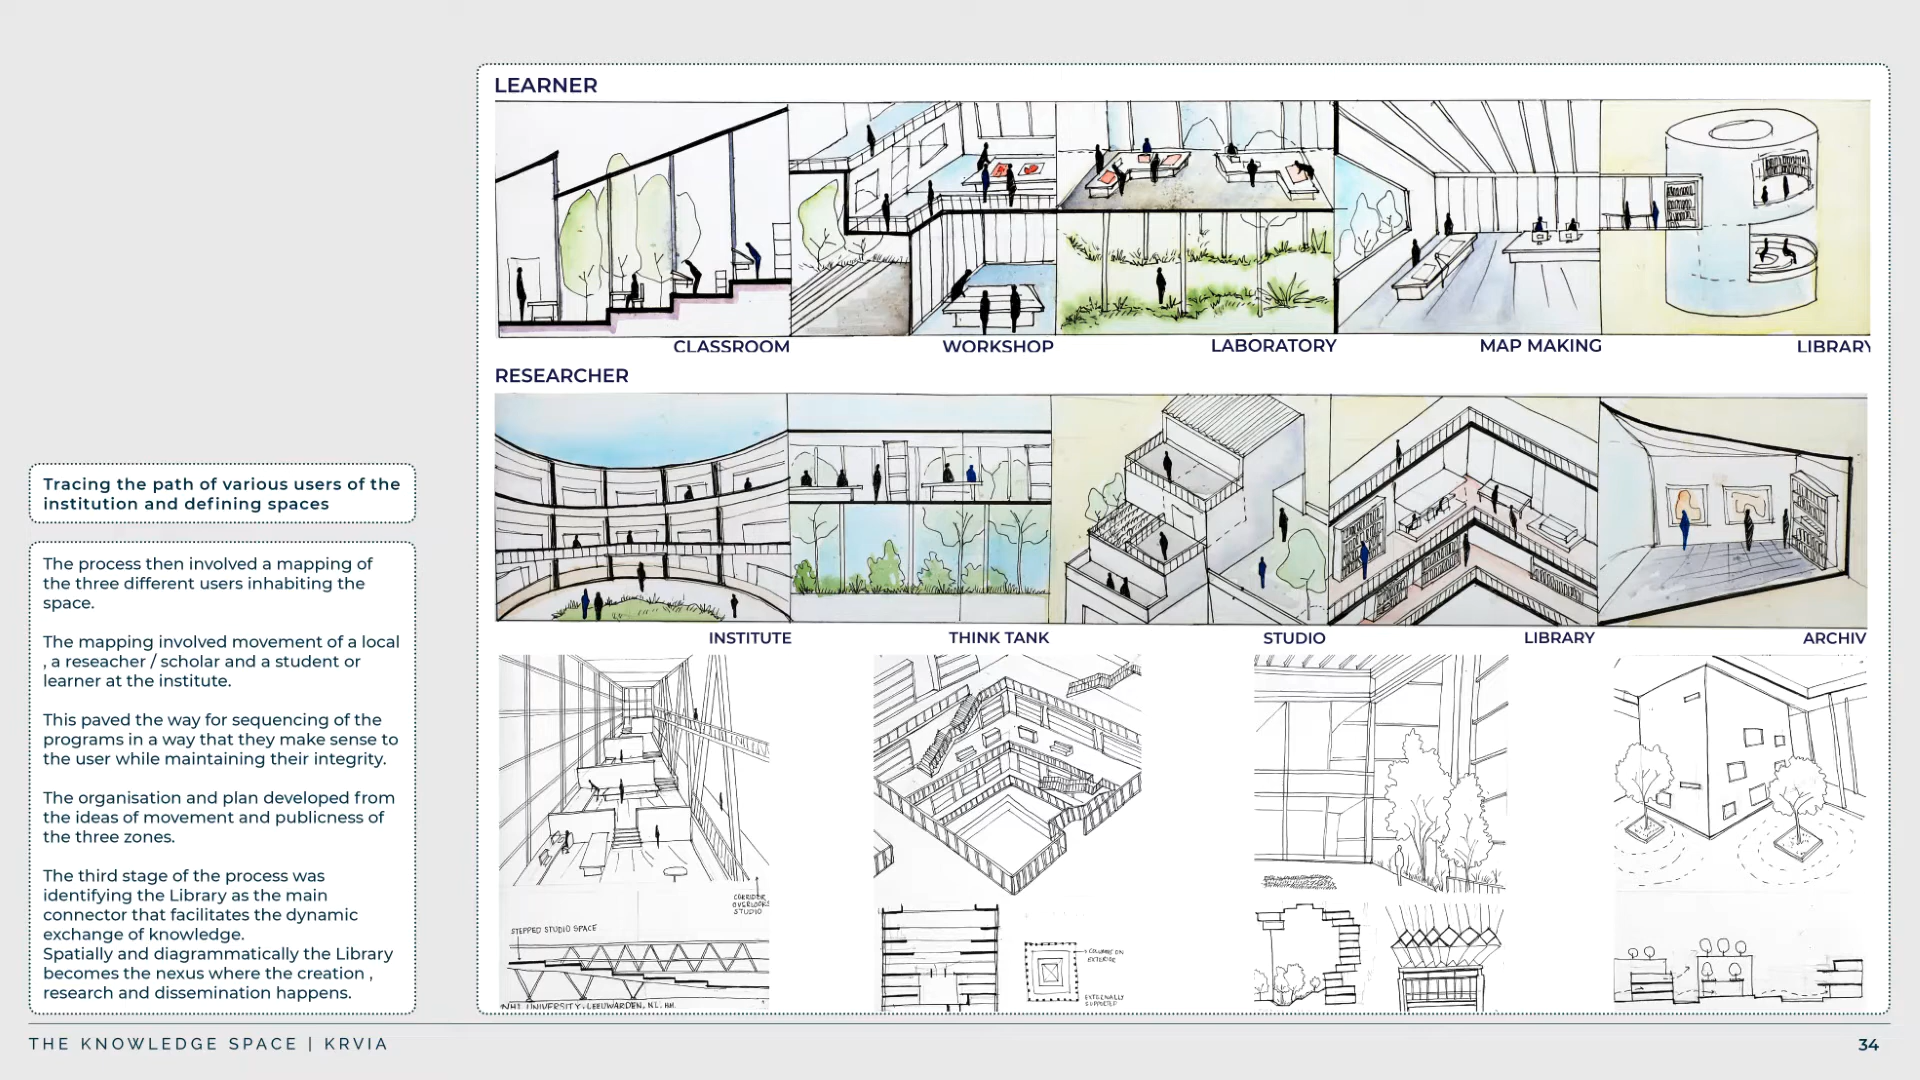 LEARNER
CLASSROOM
WORKSHOP
LABORATORY
MAP MAKING
LIBRARY
RESEARCHER
INSTITUTE
THINK TANK
STUDIO
LIBRARY
ARCHIV
Tracing the path of various users of the
institution and defining spaces
The process then involved a mapping of
the three different users inhabiting the
space.
The mapping involved movement of a local
, a reseacher / scholar and a student or
learner at the institute.
This paved the way for sequencing of the
programs in a way that they make sense to
the user while maintaining their integrity.
The organisation and plan developed from
the ideas of movement and publicness of
the three zones.
The third stage of the process was
identifying the Library as the main
connector that facilitates the dynamic
exchange of knowledge.
Spatially and diagrammatically the Library
becomes the nexus where the creation ,
research and dissemination happens.
CORRIDOR
OVERLOOKS
STUDIO
STEPPED STUDIO SPACE
NHL UNIVERSITY, LEEUWARDEN, NL, HH.
COLUMNS ON
EXTERIOR
EXTERNALLY
SUPPORTED
THE KNOWLEDGE SPACE | KRVIA
34